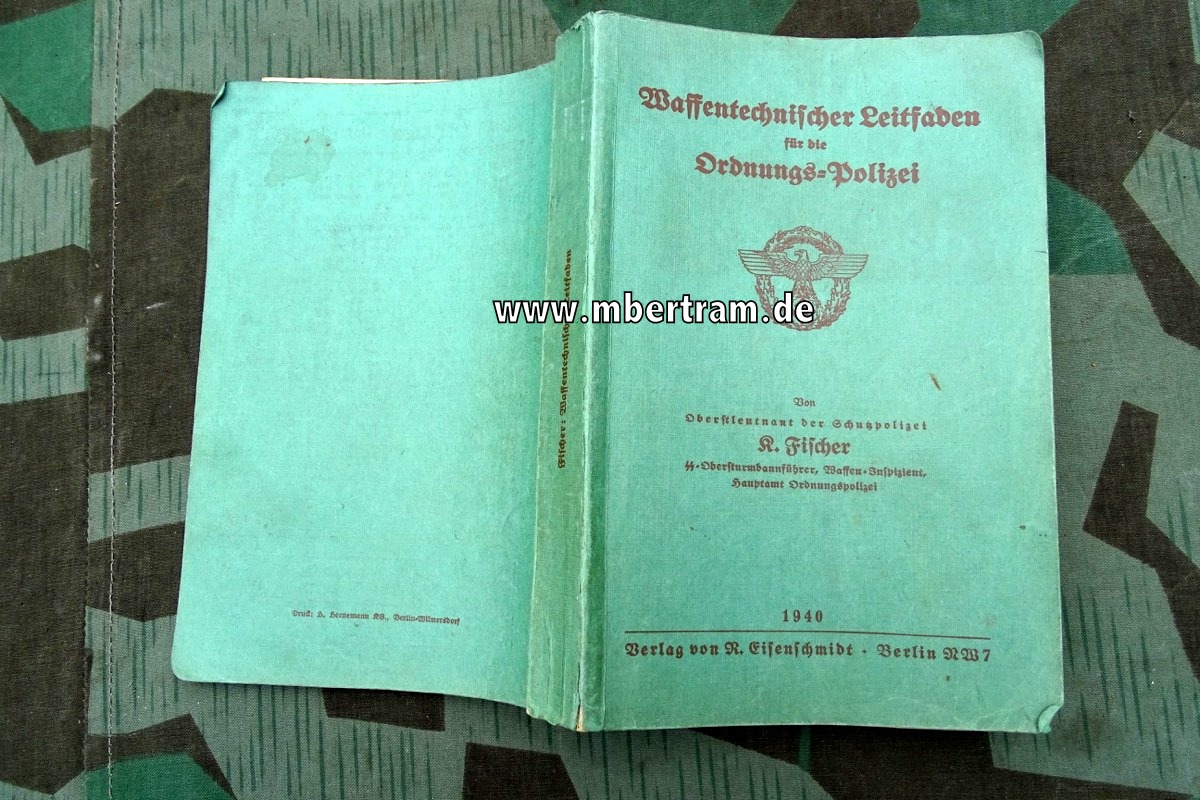 Waffentechnischer Leitfaden
für die
Ordnungs=Polizei
Von
Oberstleutnant der Schutzpolizei
K. Fischer
SS-Obersturmbannführer, Waffen-Inspizient,
Hauptamt Ordnungspolizei
1940
Verlag von R. Eisenschmidt · Berlin NW7
Fischer: Waffentechnischer Leitfaden
Druck: H. Heenemann KG., Berlin-Wilmersdorf
www.mbertram.de